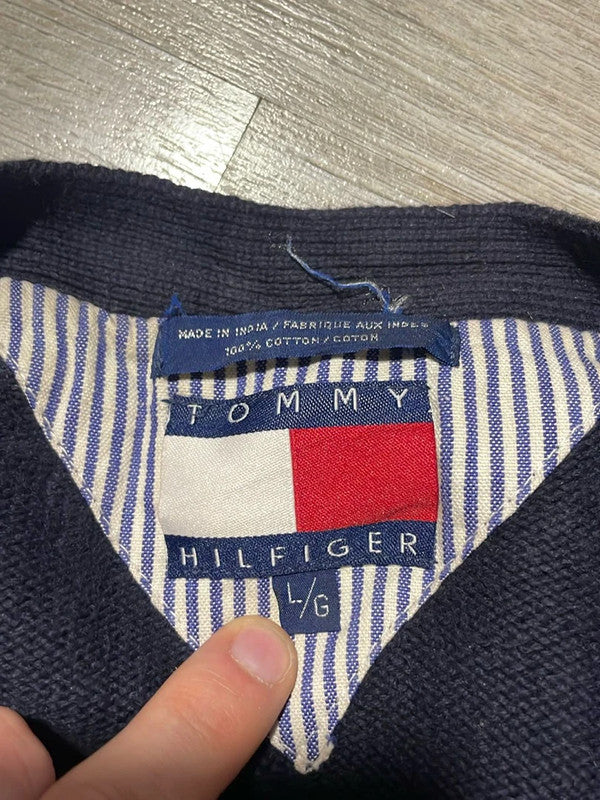 MADE IN INDIA / FABRIQUE AUX INDES
100% COTTON / COTON
TOMMY
HILFIGER
L/G